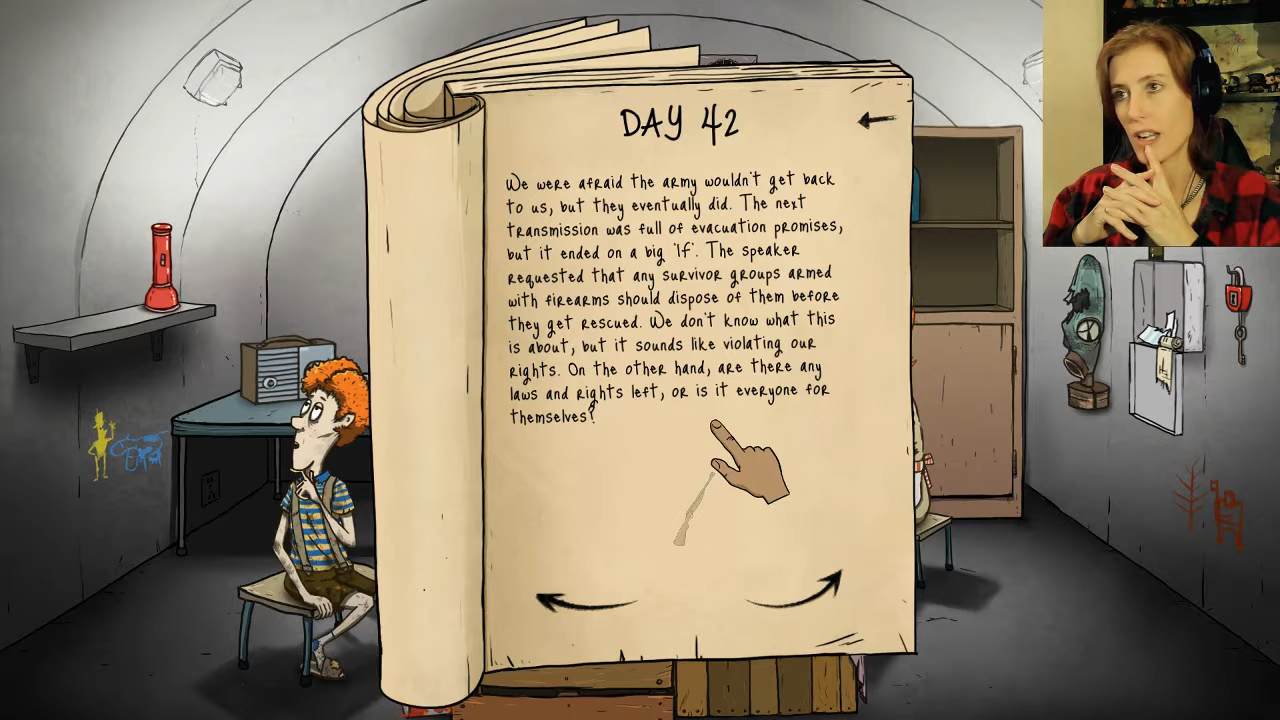 DAY 42
We were afraid the army wouldn't get back
to us, but they eventually did. The next
transmission was full of evacuation promises,
but it ended on a big 'If'. The speaker
requested that any survivor groups armed
with firearms should dispose of them before
they get rescued. We don't know what this
is about, but it sounds like violating our
rights. On the other hand, are there any
laws and rights left, or is it everyone for
themselves?